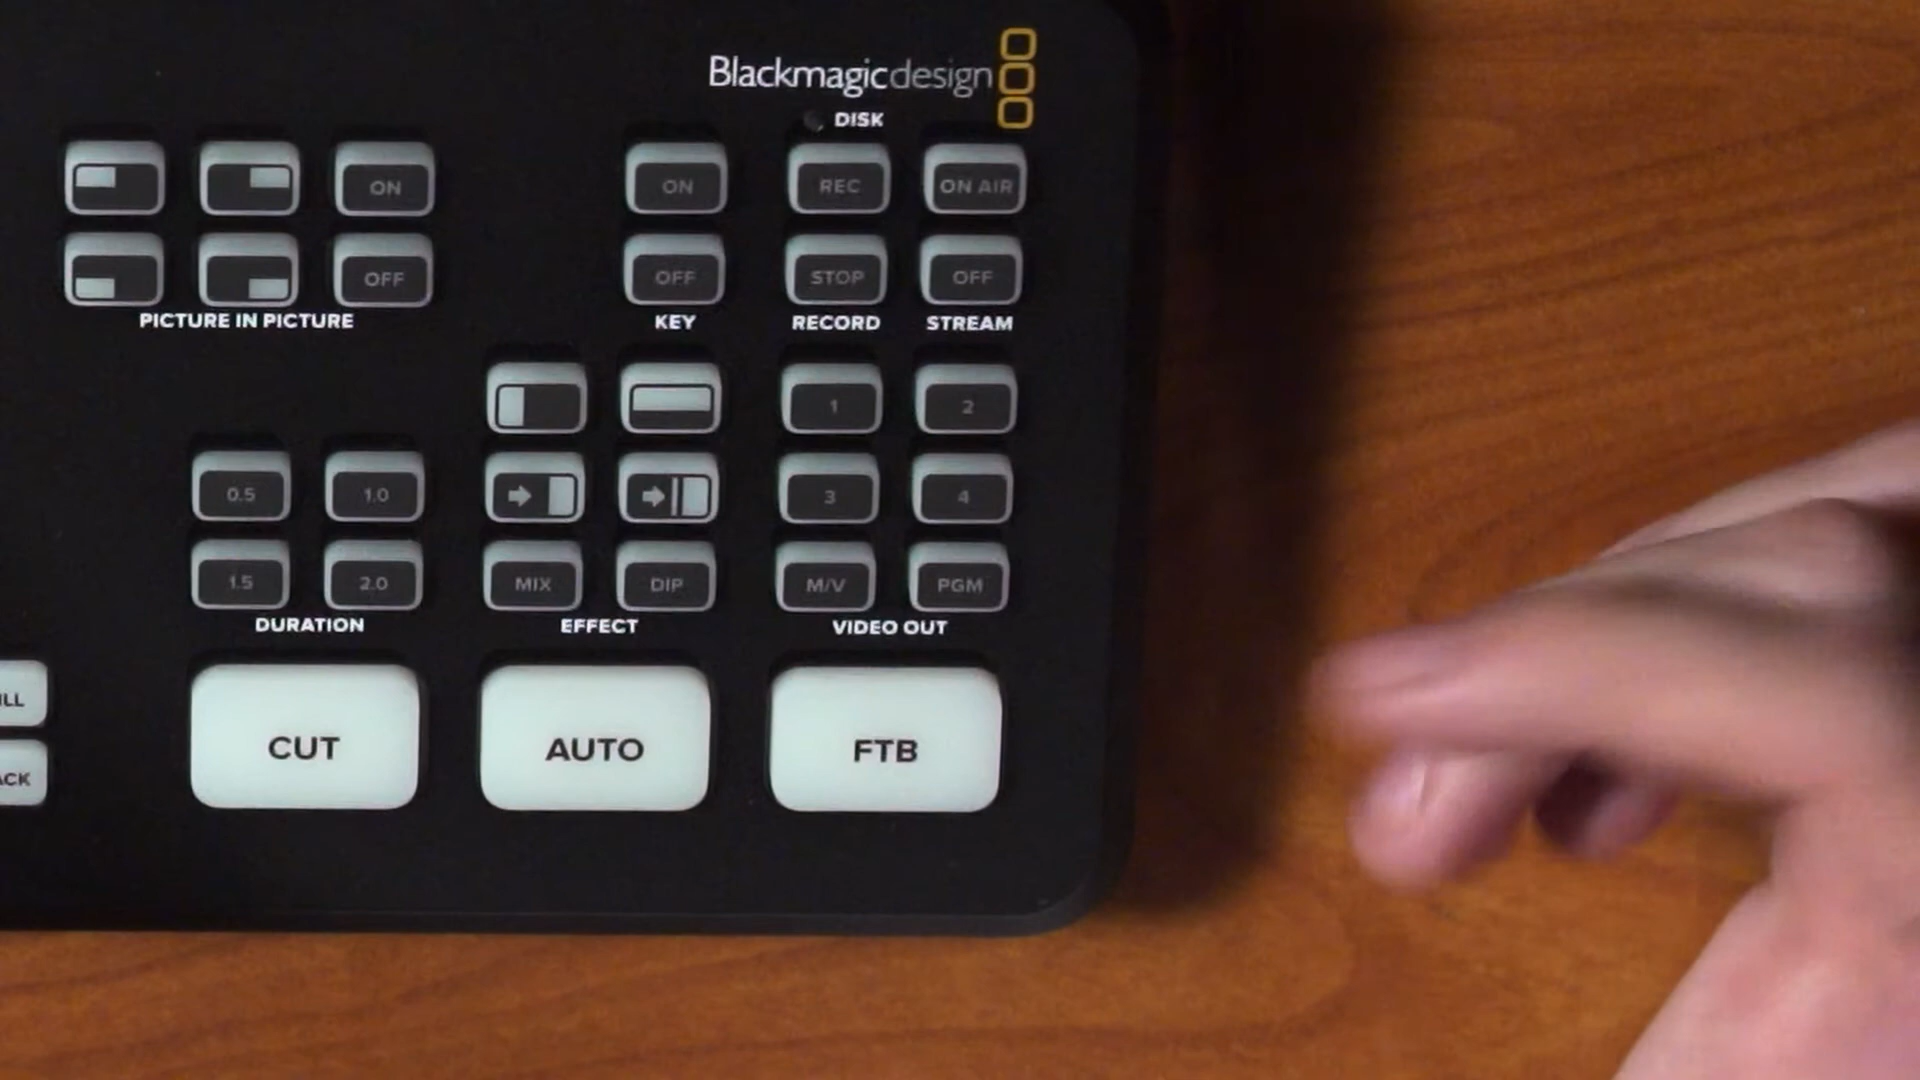 Blackmagicdesign
DISK
ON
ON
REC
ON AIR
OFF
OFF
STOP
OFF
PICTURE IN PICTURE
KEY
RECORD
STREAM
1
2
0.5
1.0
3
4
1.5
2.0
MIX
DIP
M/V
PGM
DURATION
EFFECT
VIDEO OUT
ILL
ACK
CUT
AUTO
FTB